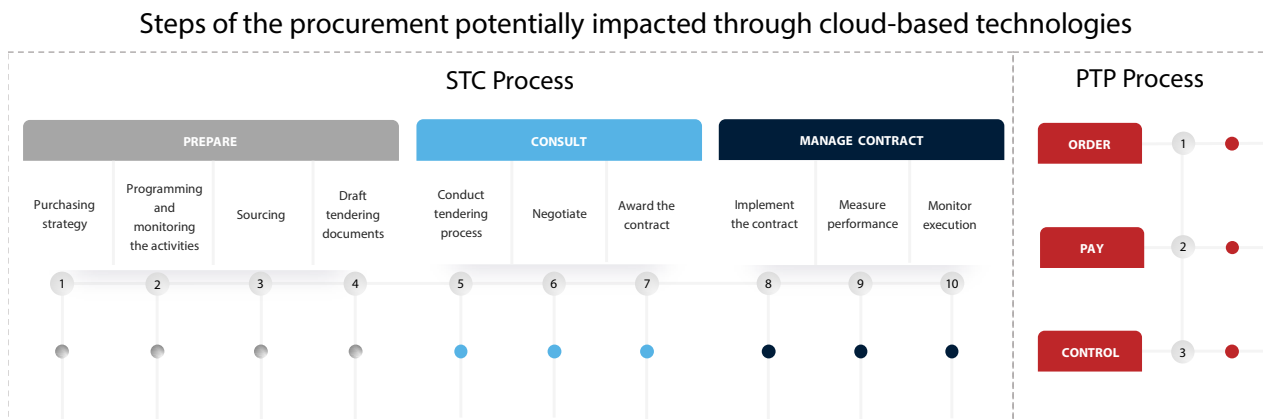 Steps of the procurement potentially impacted through cloud-based technologies
STC Process
PTP Process
PREPARE
CONSULT
MANAGE CONTRACT
Purchasing
strategy
Programming
and
monitoring
the activities
Sourcing
Draft
tendering
documents
Conduct
tendering
process
Negotiate
Award the
contract
Implement
the contract
Measure
performance
Monitor
execution
1
2
3
4
5
6
7
8
9
10
ORDER
1
PAY
2
CONTROL
3